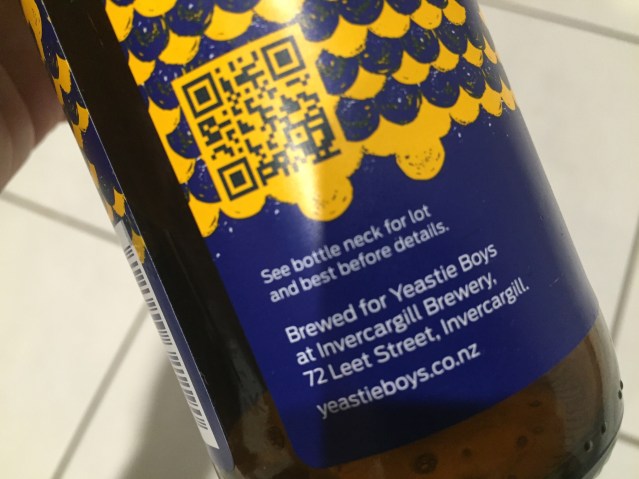 See bottle neck for lot
and best before details.
Brewed for Yeastie Boys
at Invercargill Brewery,
72 Leet Street, Invercargill.
yeastieboys.co.nz